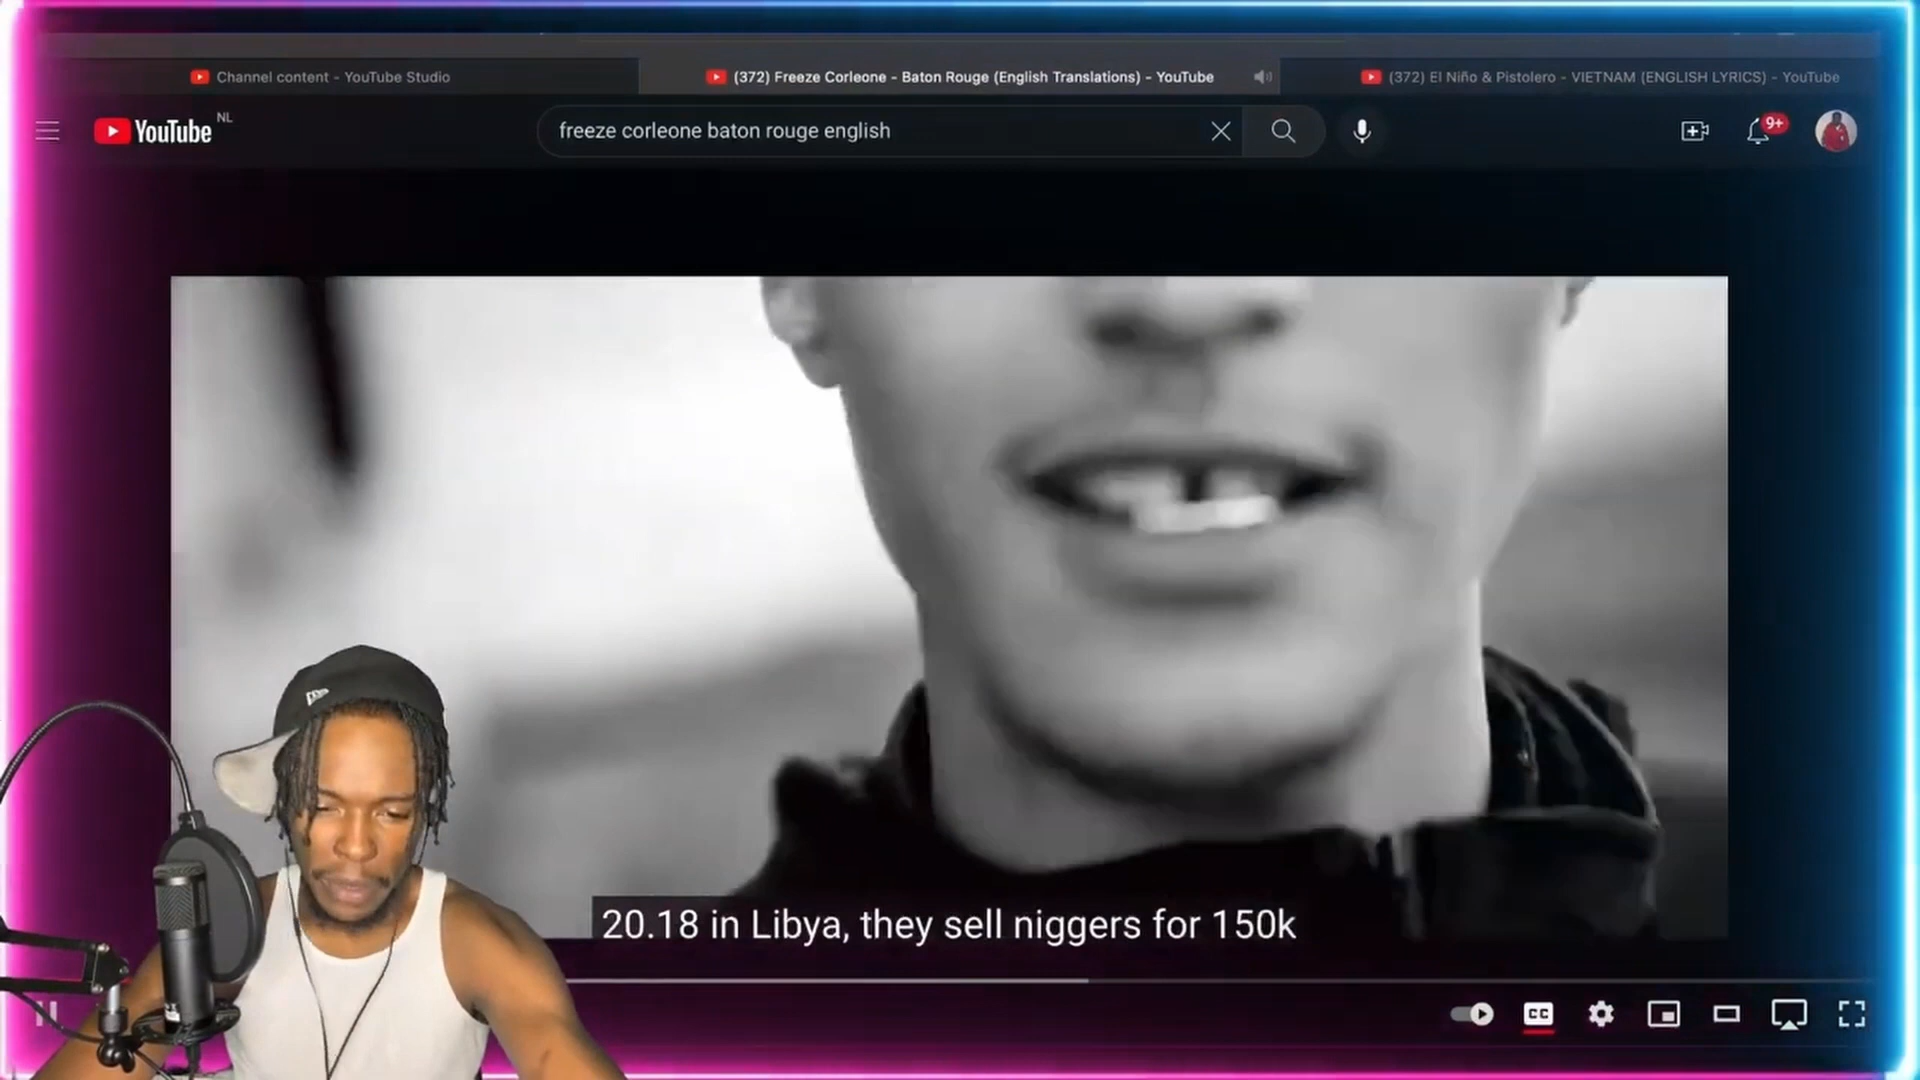 Channel content - YouTube Studio
(372) Freeze Corleone - Baton Rouge (English Translations) - YouTube
(372) El Niño & Pistolero - VIETNAM (ENGLISH LYRICS) - YouTube
YouTube NL
freeze corleone baton rouge english
9+
20.18 in Libya, they sell niggers for 150k
CC